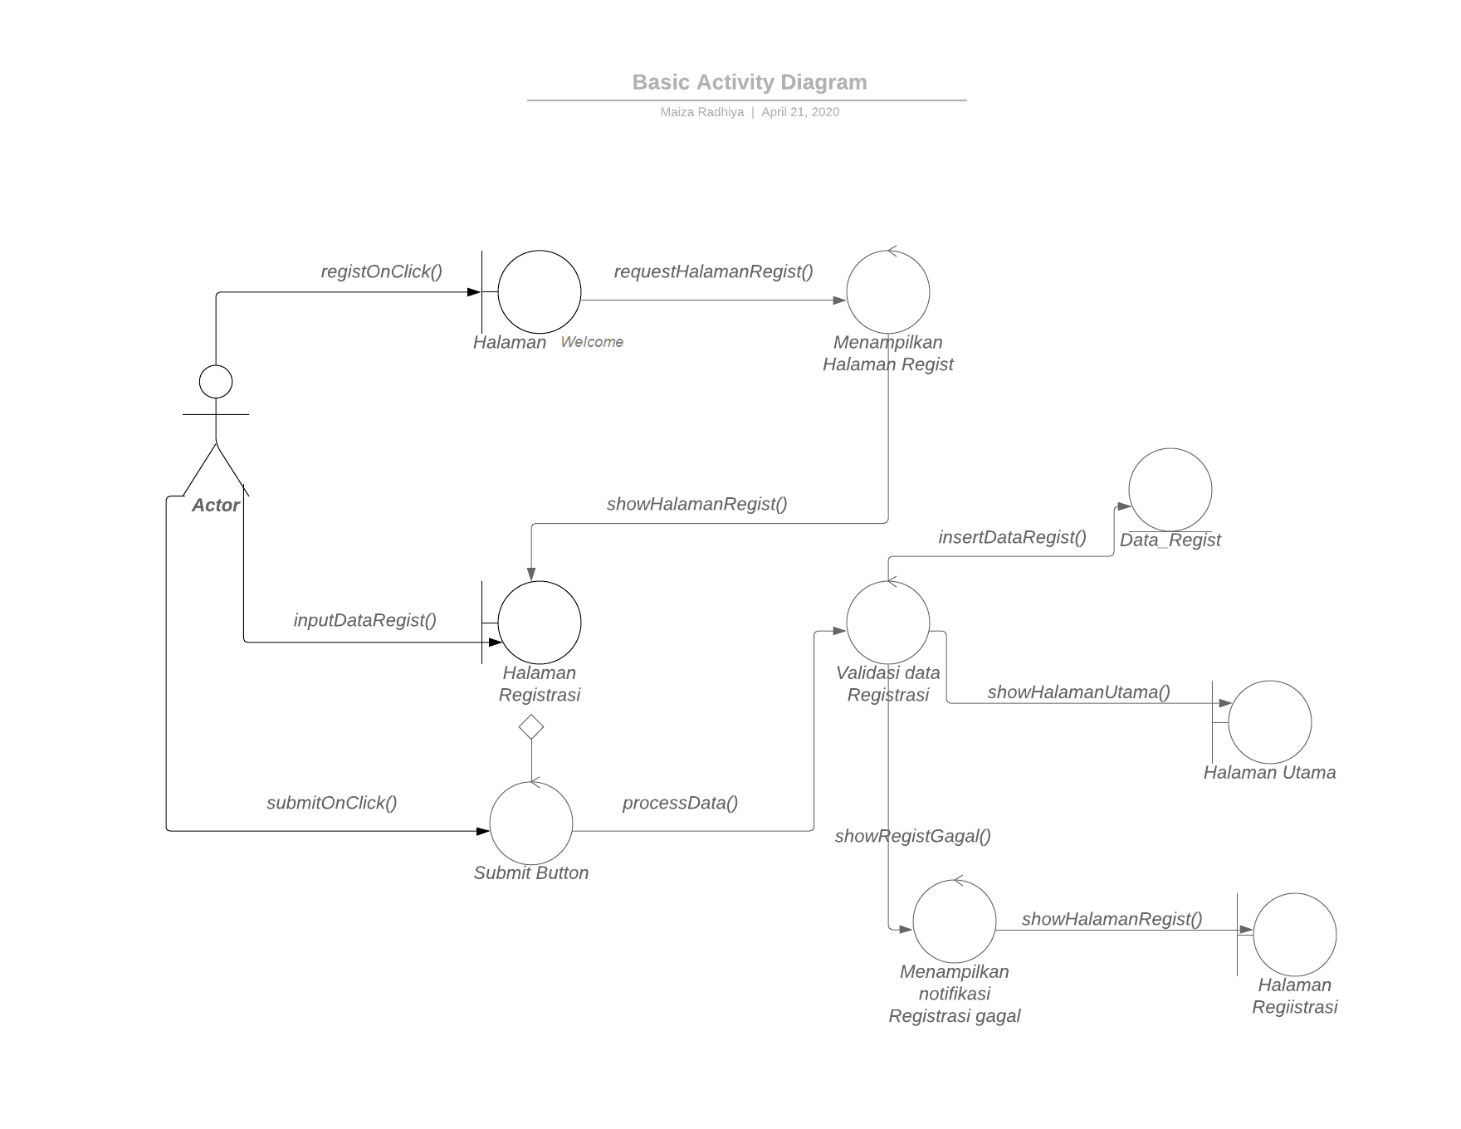 Basic Activity Diagram
Maiza Radhiya | April 21, 2020
registOnClick()
requestHalamanRegist()
Halaman Welcome
Menampilkan
Halaman Regist
Actor
showHalamanRegist()
insertDataRegist()
Data_Regist
inputDataRegist()
Halaman
Registrasi
Validasi data
Registrasi
showHalamanUtama()
Halaman Utama
submitOnClick()
processData()
showRegistGagal()
Submit Button
showHalamanRegist()
Menampilkan
notifikasi
Registrasi gagal
Halaman
Regiistrasi